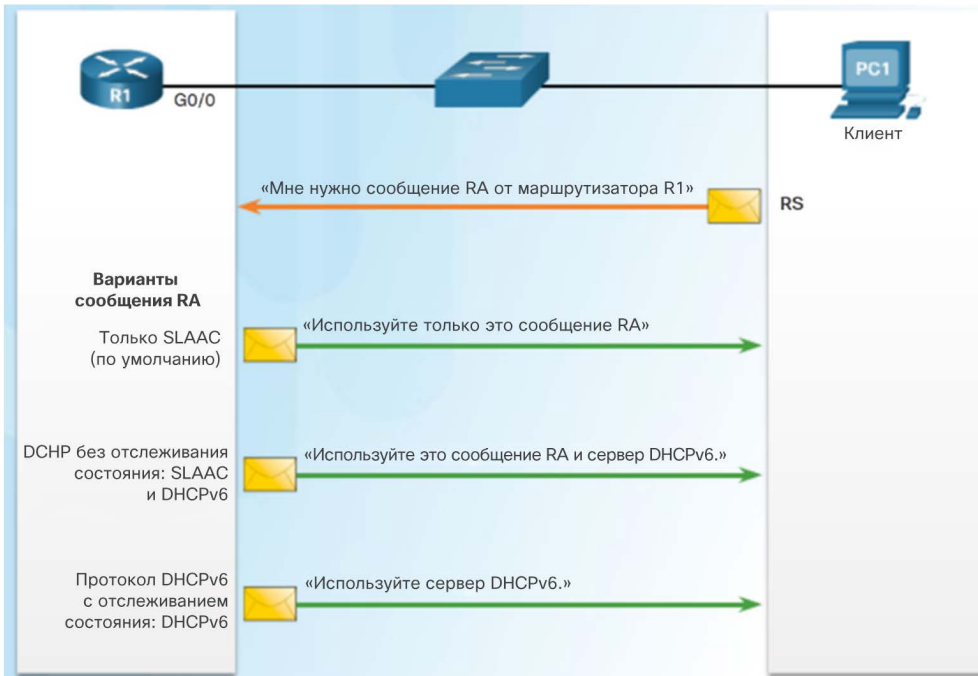 R1
G0/0
PC1
Клиент
«Мне нужно сообщение RA от маршрутизатора R1»
RS
Варианты
сообщения RA
Только SLAAC
(по умолчанию)
«Используйте только это сообщение RA»
DCHP без отслеживания
состояния: SLAAC
и DHCPv6
«Используйте это сообщение RA и сервер DHCPv6.»
Протокол DHCPv6
с отслеживанием
состояния: DHCPv6
«Используйте сервер DHCPv6.»